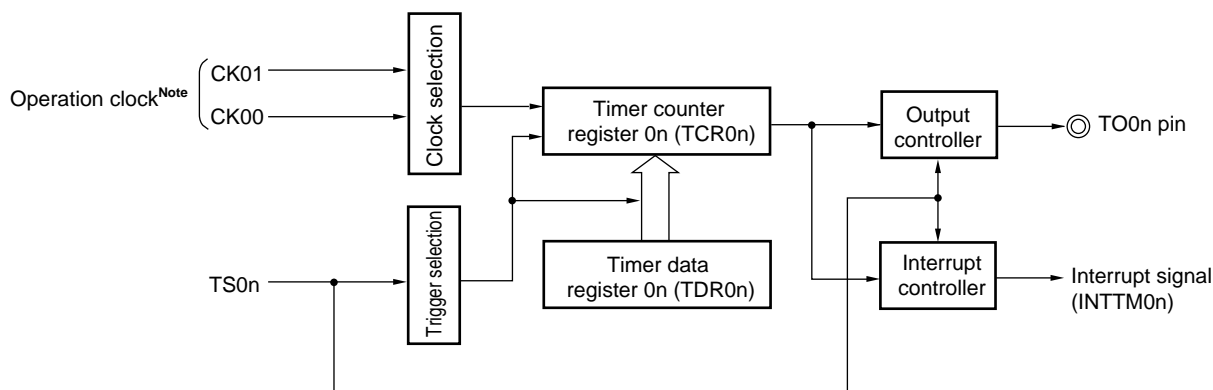 Operation clockNote
CK01
CK00
Clock selection
Timer counter
register 0n (TCR0n)
Output
controller
TO0n pin
TS0n
Trigger selection
Timer data
register 0n (TDR0n)
Interrupt
controller
Interrupt signal
(INTTM0n)